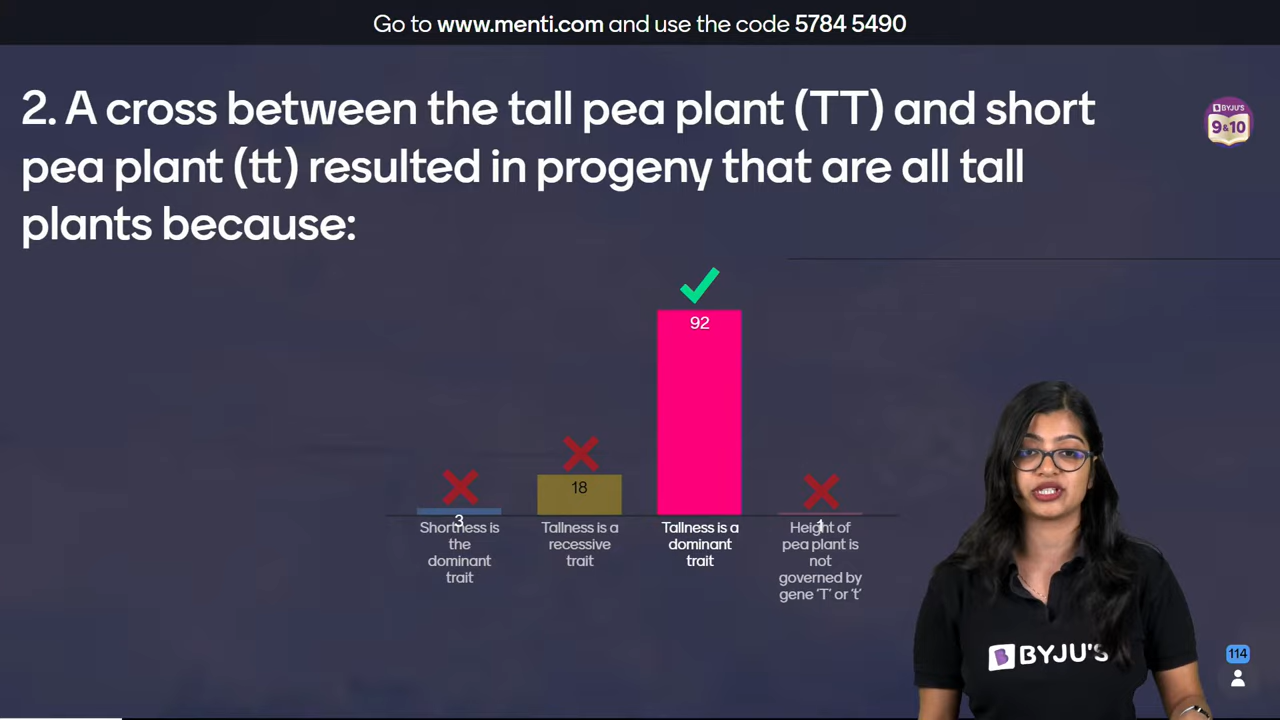 Go to www.menti.com and use the code 5784 5490
2. A cross between the tall pea plant (TT) and short
pea plant (tt) resulted in progeny that are all tall
plants because:
BYJU'S
9&10
92
18
3
1
Shortness is
the
dominant
trait
Tallness is a
recessive
trait
Tallness is a
dominant
trait
Height of
pea plant is
not
governed by
gene 'T' or 't'
BYJU'S
114